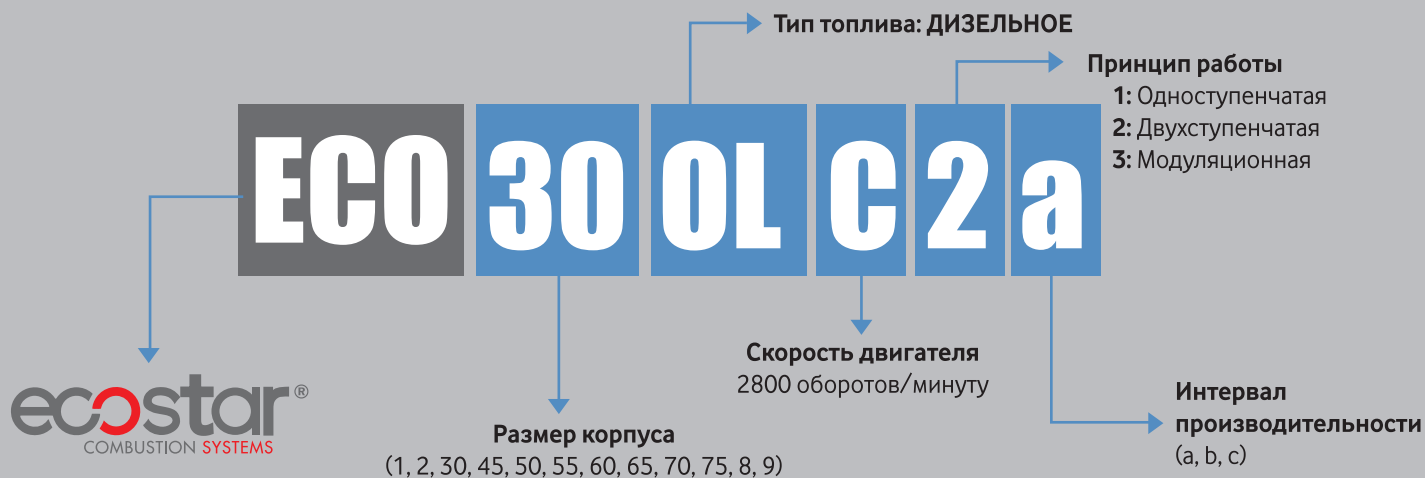 Тип топлива: ДИЗЕЛЬНОЕ
Принцип работы
1: Одноступенчатая
2: Двухступенчатая
3: Модуляционная
ECO 30 OL C 2 a
Скорость двигателя
2800 оборотов/минуту
Интервал
производительности
(a, b, c)
ecostar®
COMBUSTION SYSTEMS
Размер корпуса
(1, 2, 30, 45, 50, 55, 60, 65, 70, 75, 8, 9)